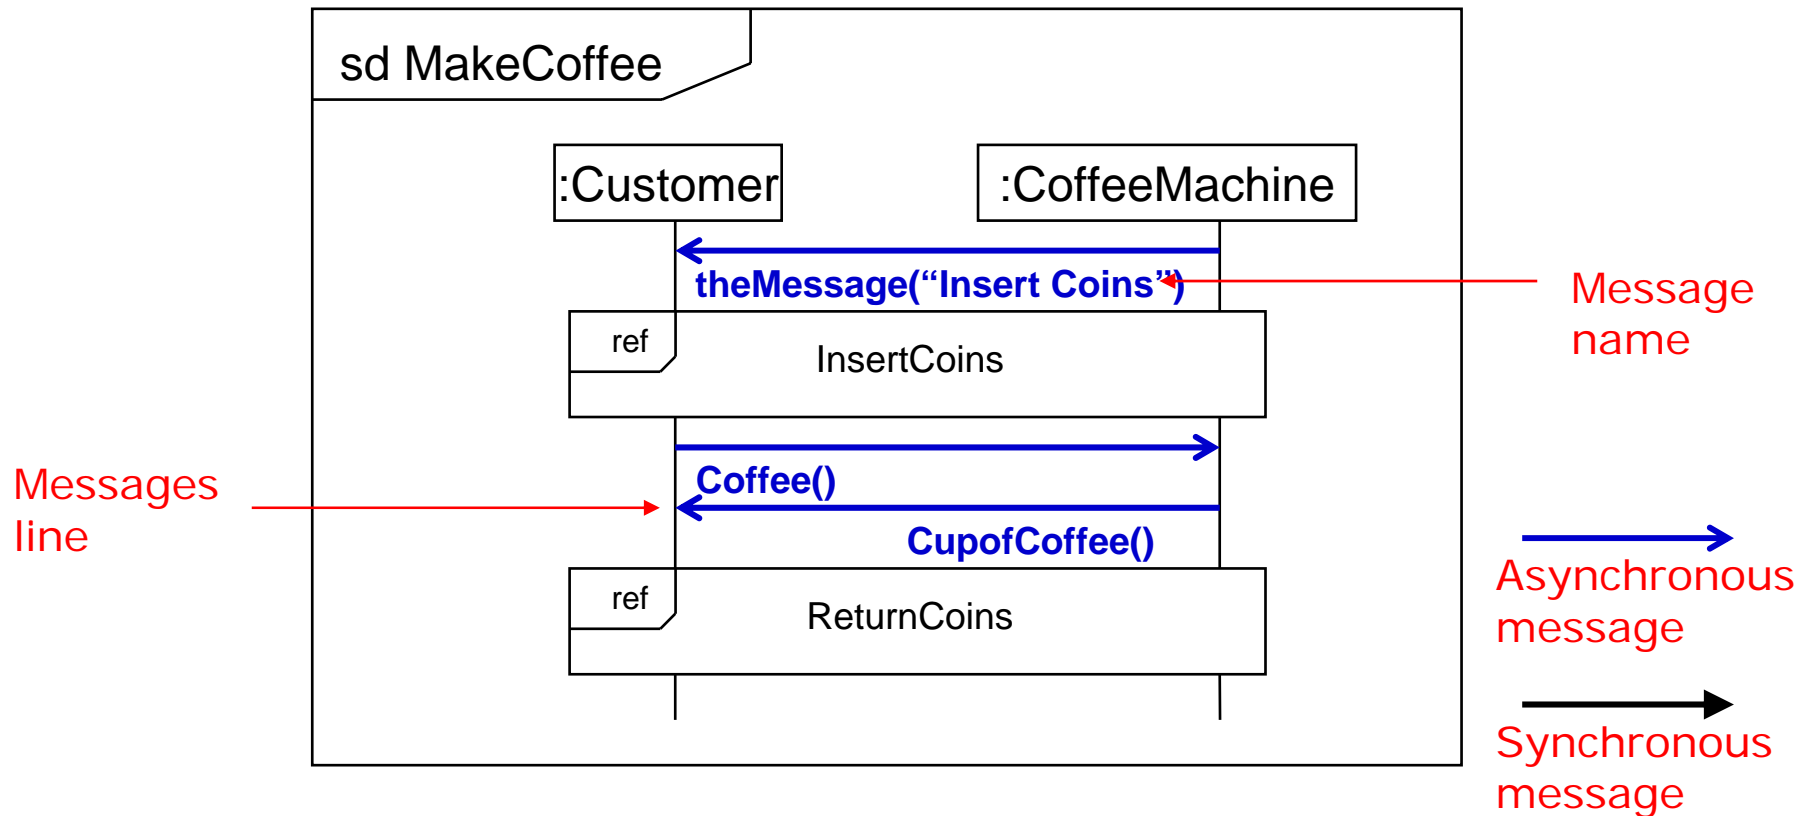 sd MakeCoffee
:Customer
:CoffeeMachine
theMessage(“Insert Coins”)
Message
name
ref
InsertCoins
Messages
line
Coffee()
CupofCoffee()
Asynchronous
message
ref
ReturnCoins
Synchronous
message